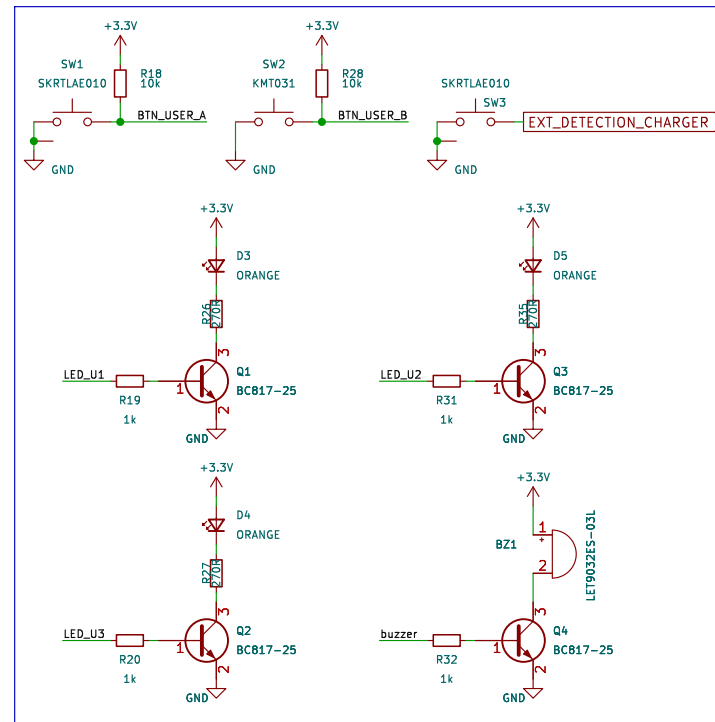 +3.3V
+3.3V
SW1
SKRTLAE010
R18
10k
SW2
KMT031
R28
10k
SKRTLAE010
SW3
BTN_USER_A
BTN_USER_B
EXT_DETECTION_CHARGER
GND
GND
GND
+3.3V
+3.3V
D3
ORANGE
D5
ORANGE
R26
270R
R35
270R
LED_U1
R19
1k
1
3
2
Q1
BC817-25
GND
LED_U2
R31
1k
1
3
2
Q3
BC817-25
GND
+3.3V
+3.3V
D4
ORANGE
R27
270R
BZ1
1
+
2
LET9032ES-03L
LED_U3
R20
1k
1
3
2
Q2
BC817-25
GND
buzzer
R32
1k
1
3
2
Q4
BC817-25
GND